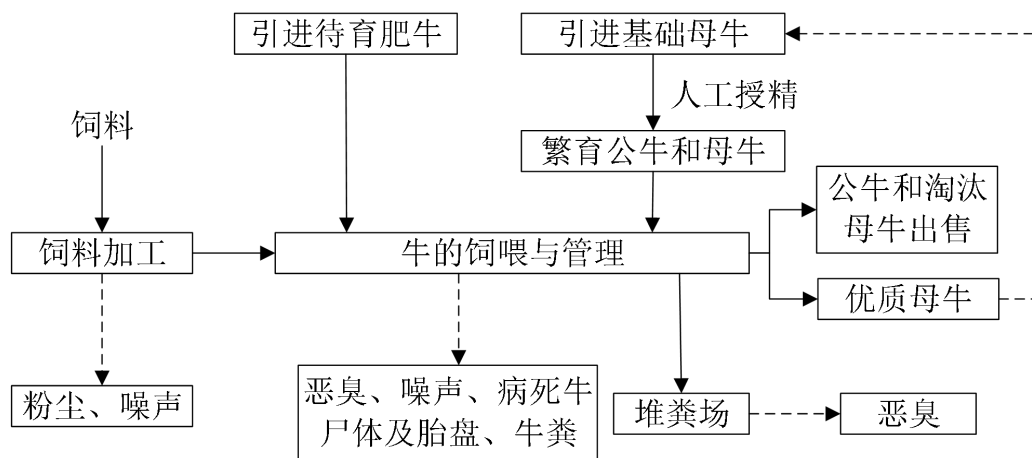 引进待育肥牛
引进基础母牛
人工授精
饲料
繁育公牛和母牛
公牛和淘汰
母牛出售
饲料加工
牛的饲喂与管理
优质母牛
粉尘、噪声
恶臭、噪声、病死牛
尸体及胎盘、牛粪
堆粪场
恶臭